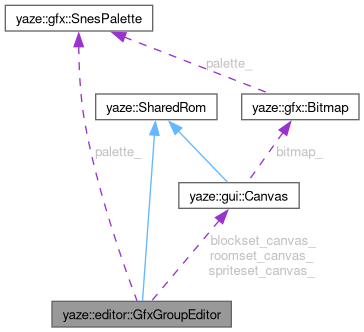 yaze::gfx::SnesPalette
palette_
yaze::SharedRom
yaze::gfx::Bitmap
palette_
bitmap_
yaze::gui::Canvas
blockset_canvas_
roomset_canvas_
spriteset_canvas_
yaze::editor::GfxGroupEditor